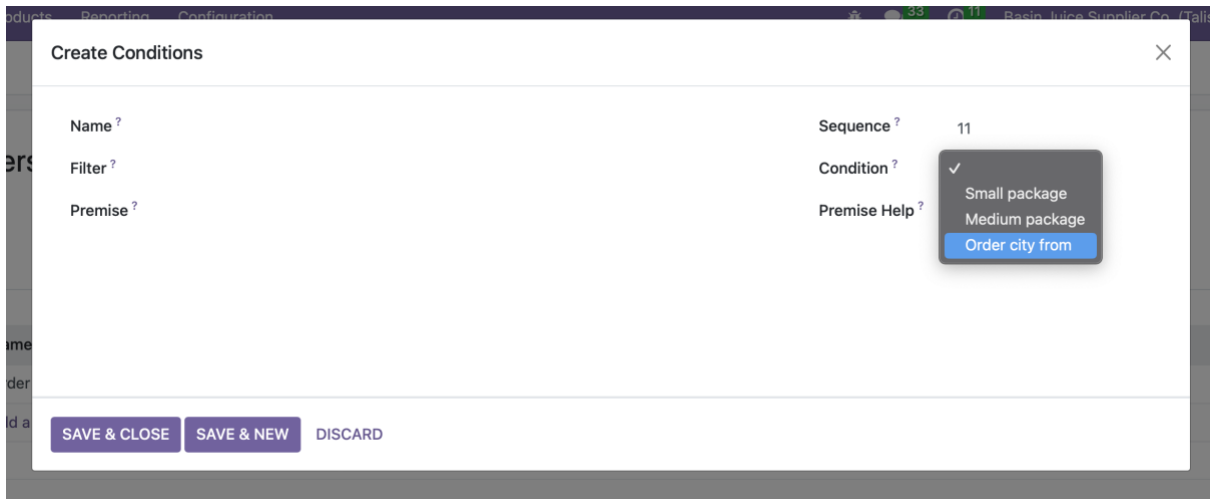 Reporting Configuration 33 11 Basin Juice Supplier Co. (Talis
Create Conditions
Name ?
Sequence ? 11
Filter ?
Condition ?
Small package
Medium package
Order city from
Premise ?
Premise Help ?
SAVE & CLOSE SAVE & NEW DISCARD